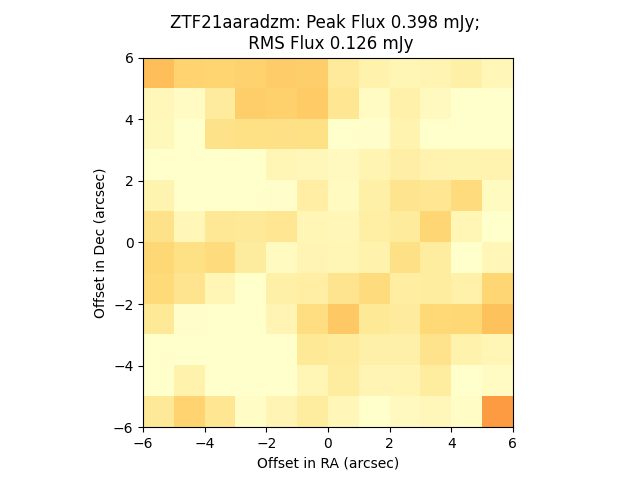 ZTF21aaradzm: Peak Flux 0.398 mJy;
RMS Flux 0.126 mJy
6
4
2
0
−2
−4
−6
Offset in Dec (arcsec)
−6 −4 −2 0 2 4 6
Offset in RA (arcsec)